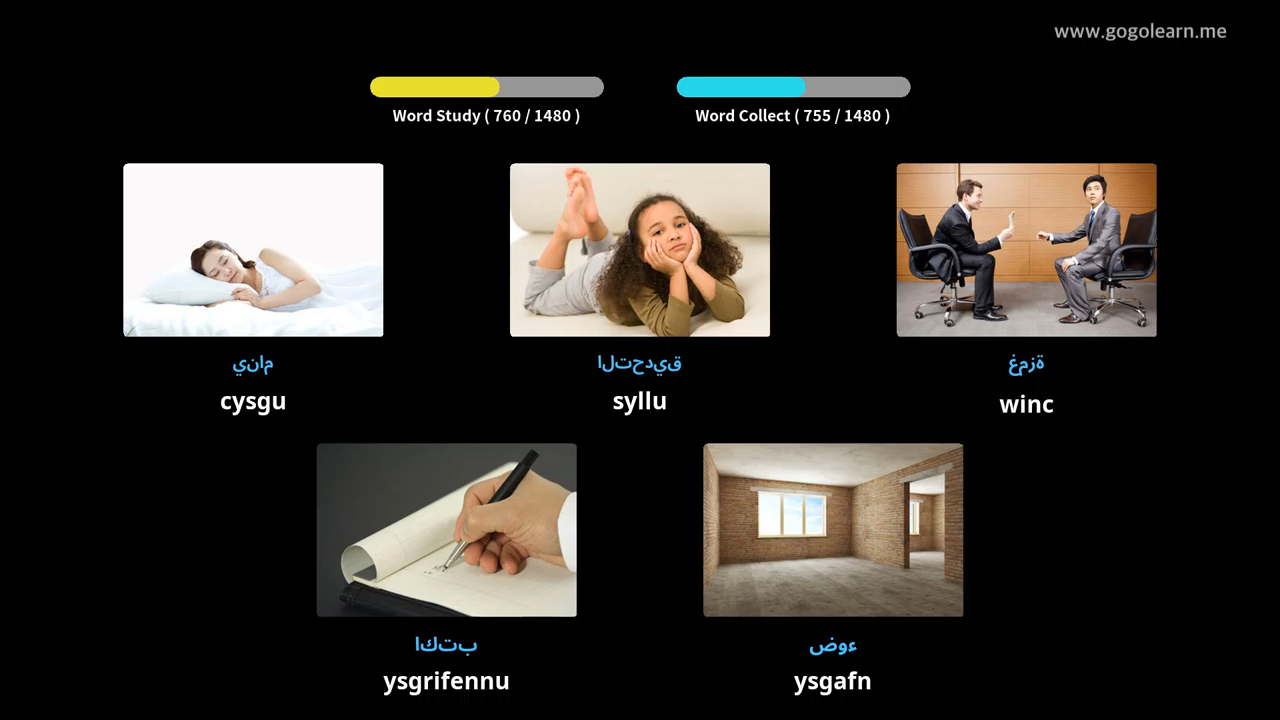 www.gogolearn.me
Word Study ( 760 / 1480 )
Word Collect ( 755 / 1480 )
ينام
cysgu
التحديق
syllu
غمزة
winc
اكتب
ysgrifennu
ضوء
ysgafn